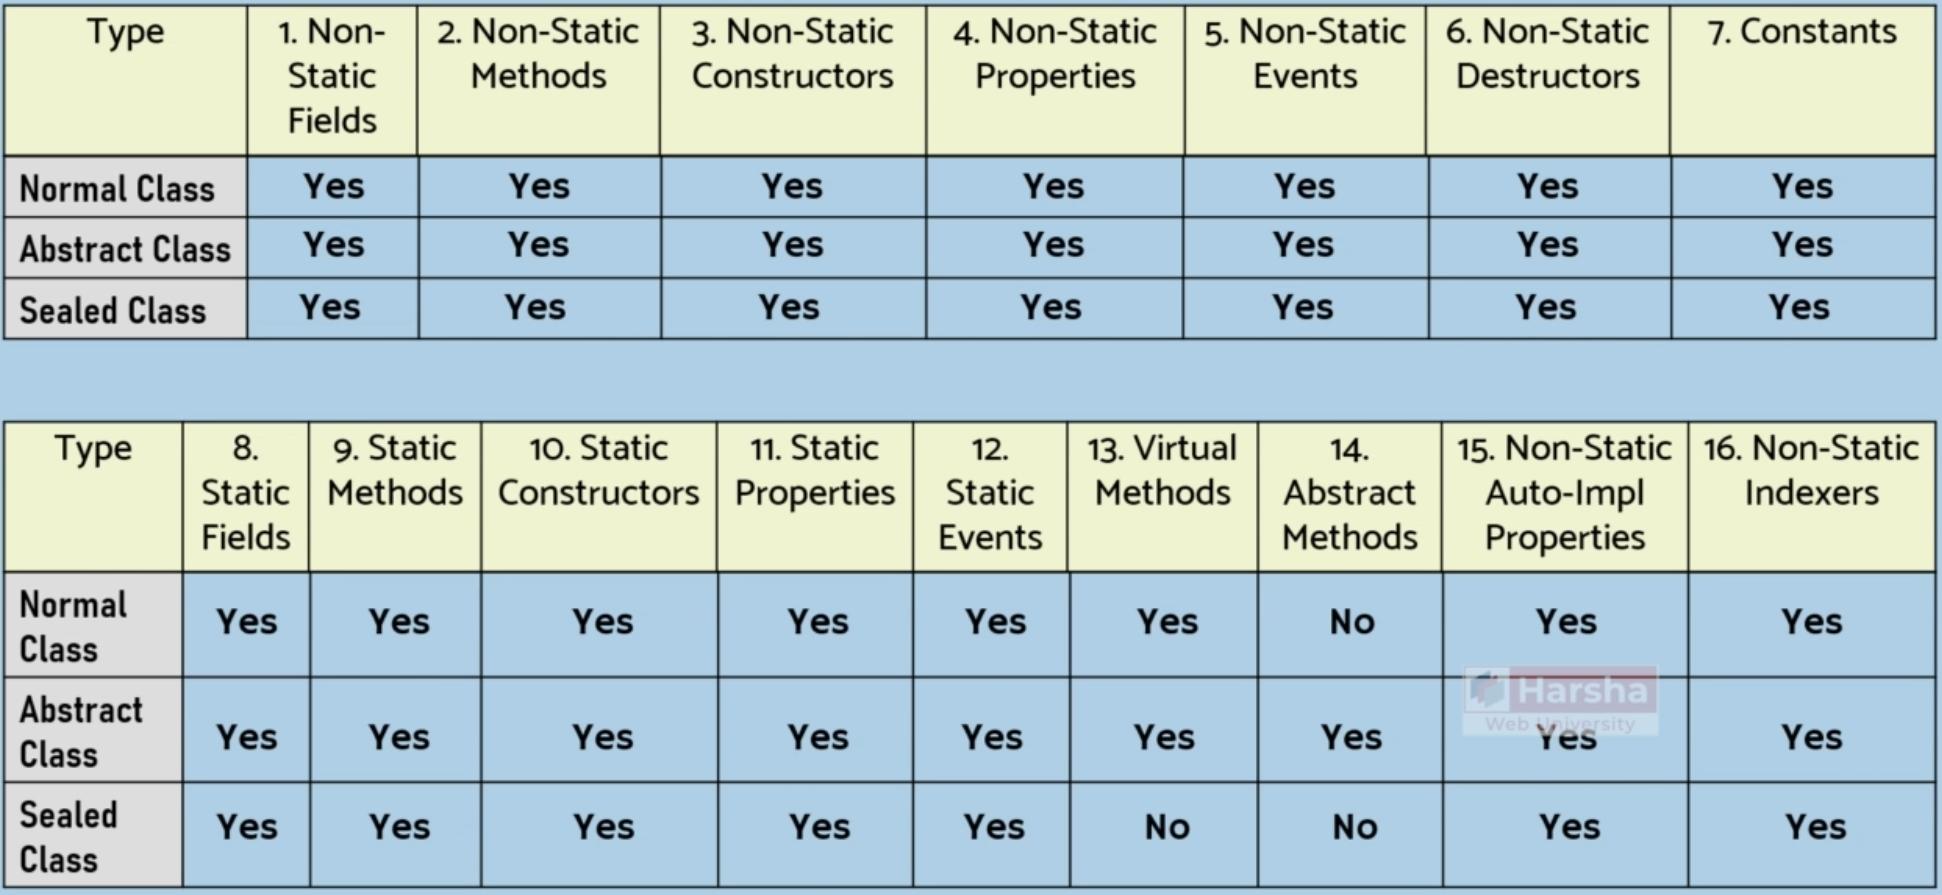 Type 1. Non-Static Fields 2. Non-Static Methods 3. Non-Static Constructors 4. Non-Static Properties 5. Non-Static Events 6. Non-Static Destructors 7. Constants
Normal Class Yes Yes Yes Yes Yes Yes Yes
Abstract Class Yes Yes Yes Yes Yes Yes Yes
Sealed Class Yes Yes Yes Yes Yes Yes Yes
Type 8. Static Fields 9. Static Methods 10. Static Constructors 11. Static Properties 12. Static Events 13. Virtual Methods 14. Abstract Methods 15. Non-Static Auto-Impl Properties 16. Non-Static Indexers
Normal Class Yes Yes Yes Yes Yes Yes No Yes Yes
Harsha
Web University
Abstract Class Yes Yes Yes Yes Yes Yes Yes Yes Yes
Sealed Class Yes Yes Yes Yes Yes No No Yes Yes